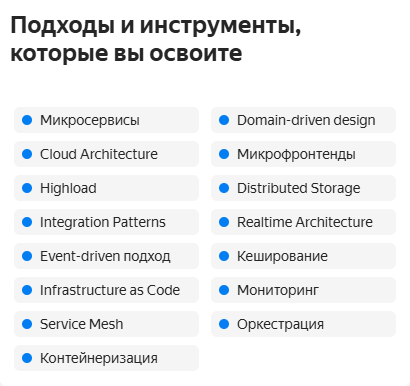 Подходы и инструменты,
которые вы освоите
Микросервисы
Domain-driven design
Cloud Architecture
Микрофронтенды
Highload
Distributed Storage
Integration Patterns
Realtime Architecture
Event-driven подход
Кеширование
Infrastructure as Code
Мониторинг
Service Mesh
Оркестрация
Контейнеризация